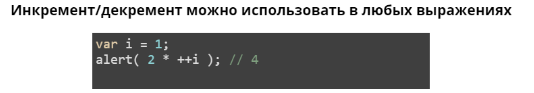 Инкремент/декремент можно использовать в любых выражениях
var i = 1;
alert( 2 * ++i ); // 4